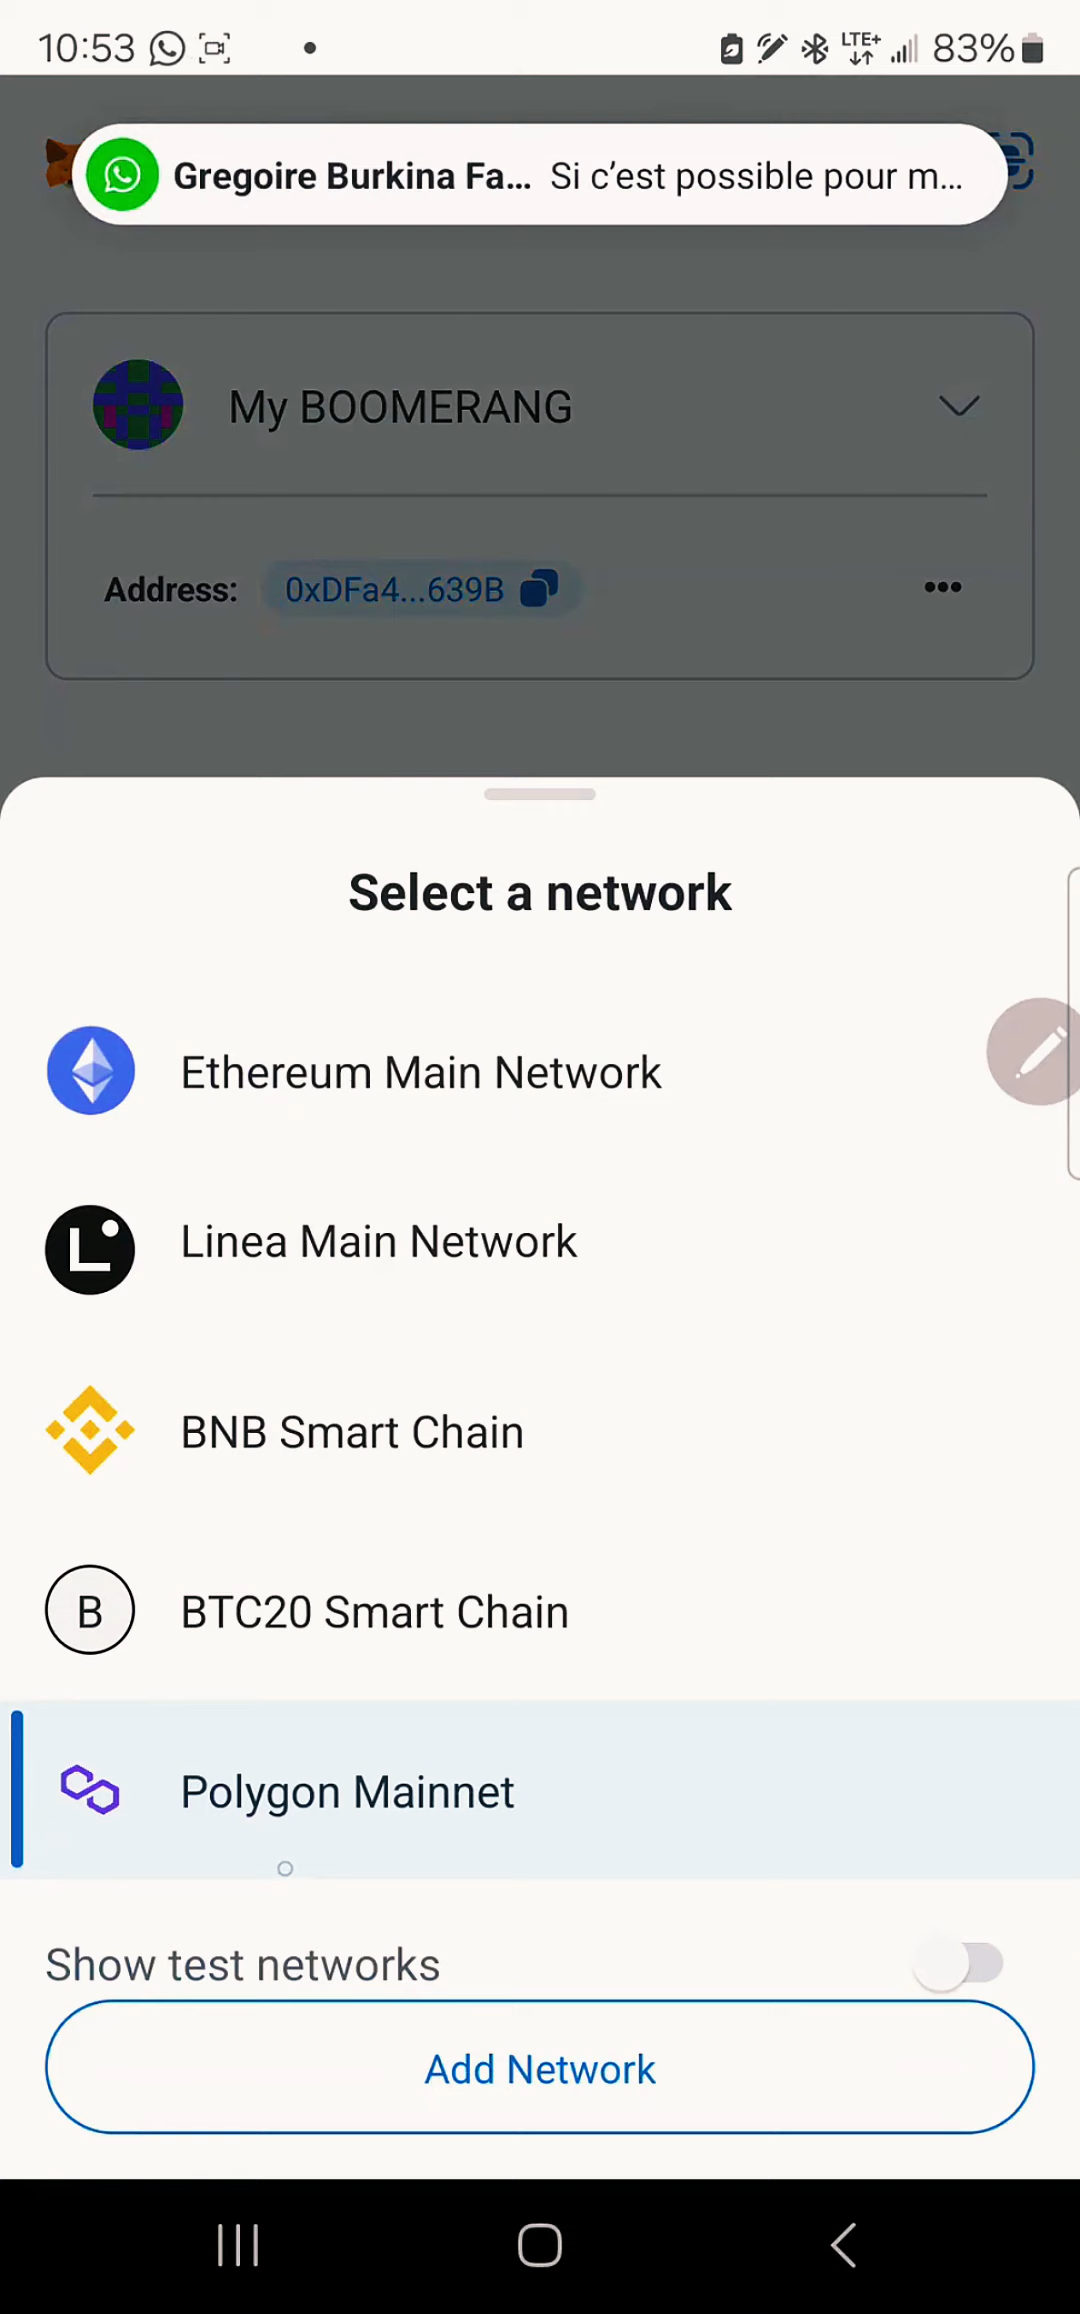 10:53 LTE+ 83%
Gregoire Burkina Fa... Si c’est possible pour m...
My BOOMERANG
Address: 0xDFa4...639B
Select a network
Ethereum Main Network
L Linea Main Network
BNB Smart Chain
B BTC20 Smart Chain
Polygon Mainnet
Show test networks
Add Network